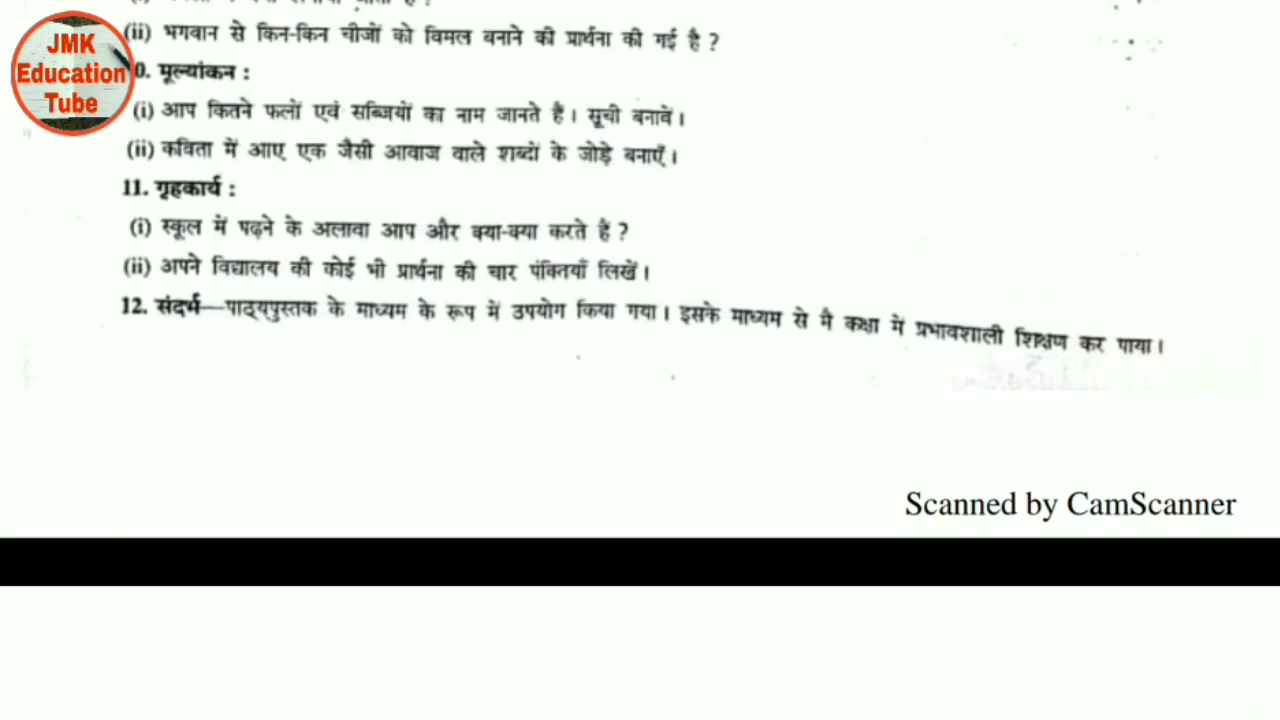 (ii) भगवान से किन-किन चीजों को विमल बनाने की प्रार्थना की गई है ?
JMK
Education
Tube
0. मूल्यांकन :
(i) आप कितने फलों एवं सब्जियों का नाम जानते हैं। सूची बनावें।
(ii) कविता में आए एक जैसी आवाज वाले शब्दों के जोड़े बनाएँ।
11. गृहकार्य :
(i) स्कूल में पढ़ने के अलावा आप और क्या-क्या करते हैं ?
(ii) अपने विद्यालय की कोई भी प्रार्थना की चार पंक्तियाँ लिखें।
12. संदर्भ—पाठ्यपुस्तक के माध्यम के रूप में उपयोग किया गया। इसके माध्यम से मै कक्षा में प्रभावशाली शिक्षण कर पाया।
Scanned by CamScanner